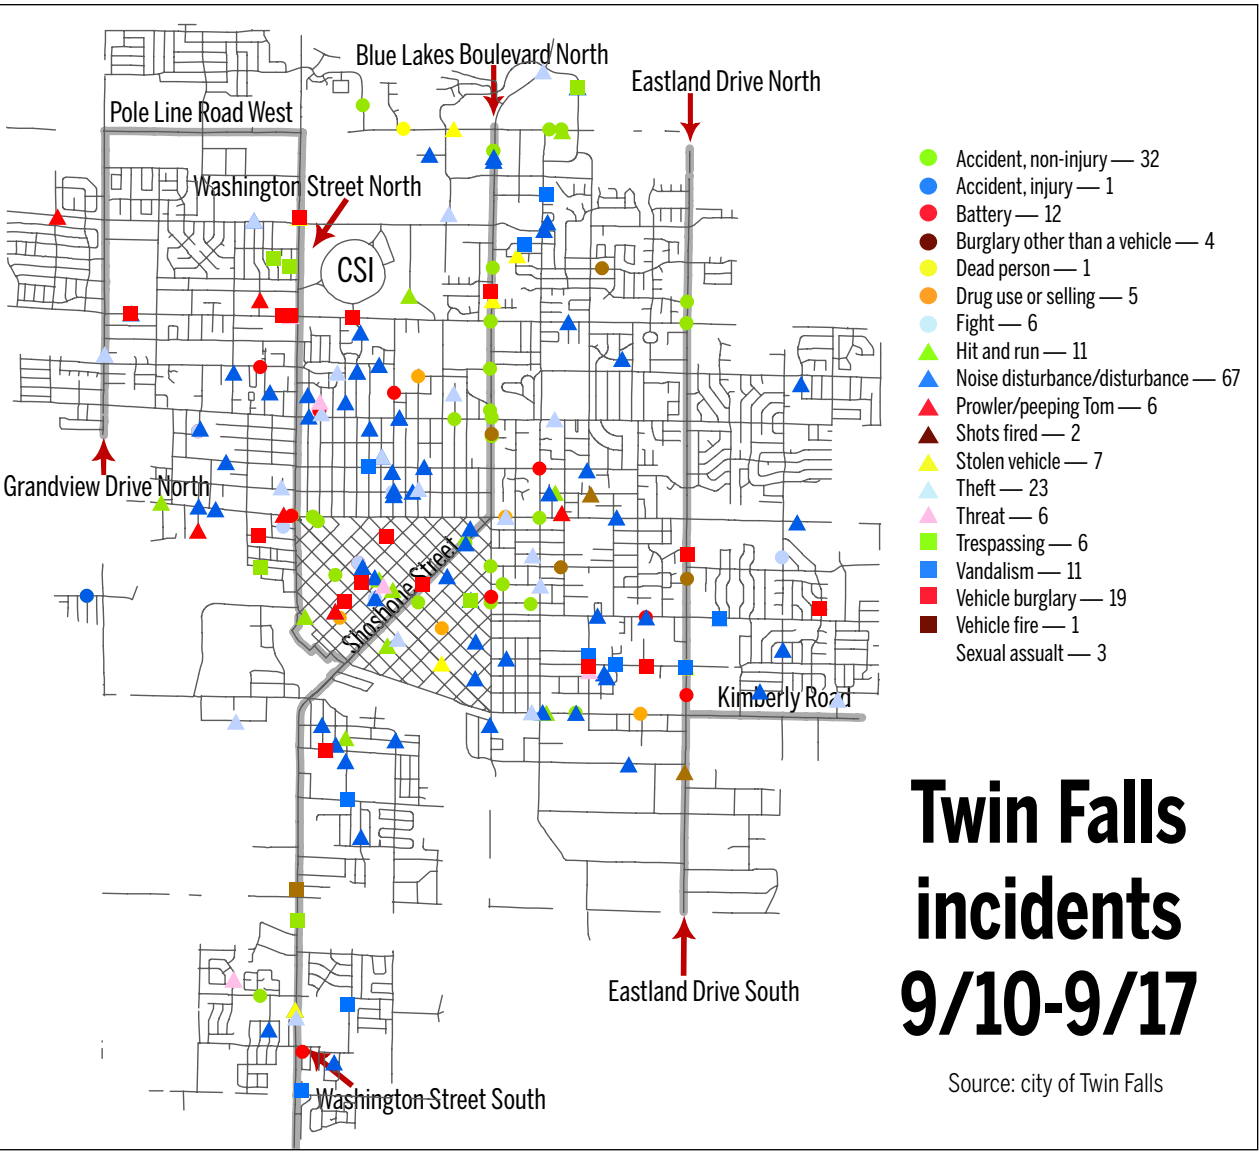 Blue Lakes Boulevard North
Eastland Drive North
Pole Line Road West
Washington Street North
CSI
Grandview Drive North
Shoshone Street
Kimberly Road
Eastland Drive South
Washington Street South
Accident, non-injury — 32
Accident, injury — 1
Battery — 12
Burglary other than a vehicle — 4
Dead person — 1
Drug use or selling — 5
Fight — 6
Hit and run — 11
Noise disturbance/disturbance — 67
Prowler/peeping Tom — 6
Shots fired — 2
Stolen vehicle — 7
Theft — 23
Threat — 6
Trespassing — 6
Vandalism — 11
Vehicle burglary — 19
Vehicle fire — 1
Sexual assualt — 3
Twin Falls
incidents
9/10-9/17
Source: city of Twin Falls